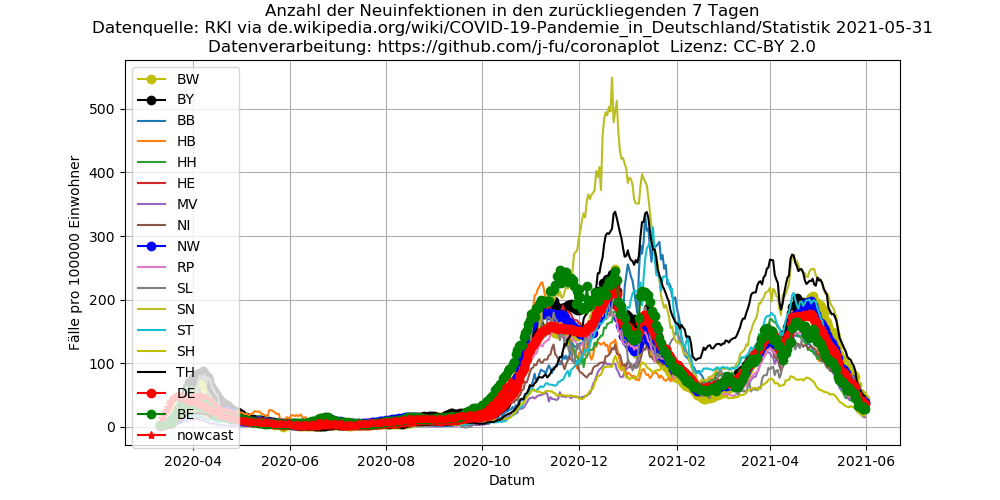 Anzahl der Neuinfektionen in den zurückliegenden 7 Tagen
Datenquelle: RKI via de.wikipedia.org/wiki/COVID-19-Pandemie_in_Deutschland/Statistik 2021-05-31
Datenverarbeitung: https://github.com/j-fu/coronaplot Lizenz: CC-BY 2.0
Fälle pro 100000 Einwohner
500
400
300
200
100
0
BW
BY
BB
HB
HH
HE
MV
NI
NW
RP
SL
SN
ST
SH
TH
DE
BE
nowcast
2020-04
2020-06
2020-08
2020-10
2020-12
2021-02
2021-04
2021-06
Datum